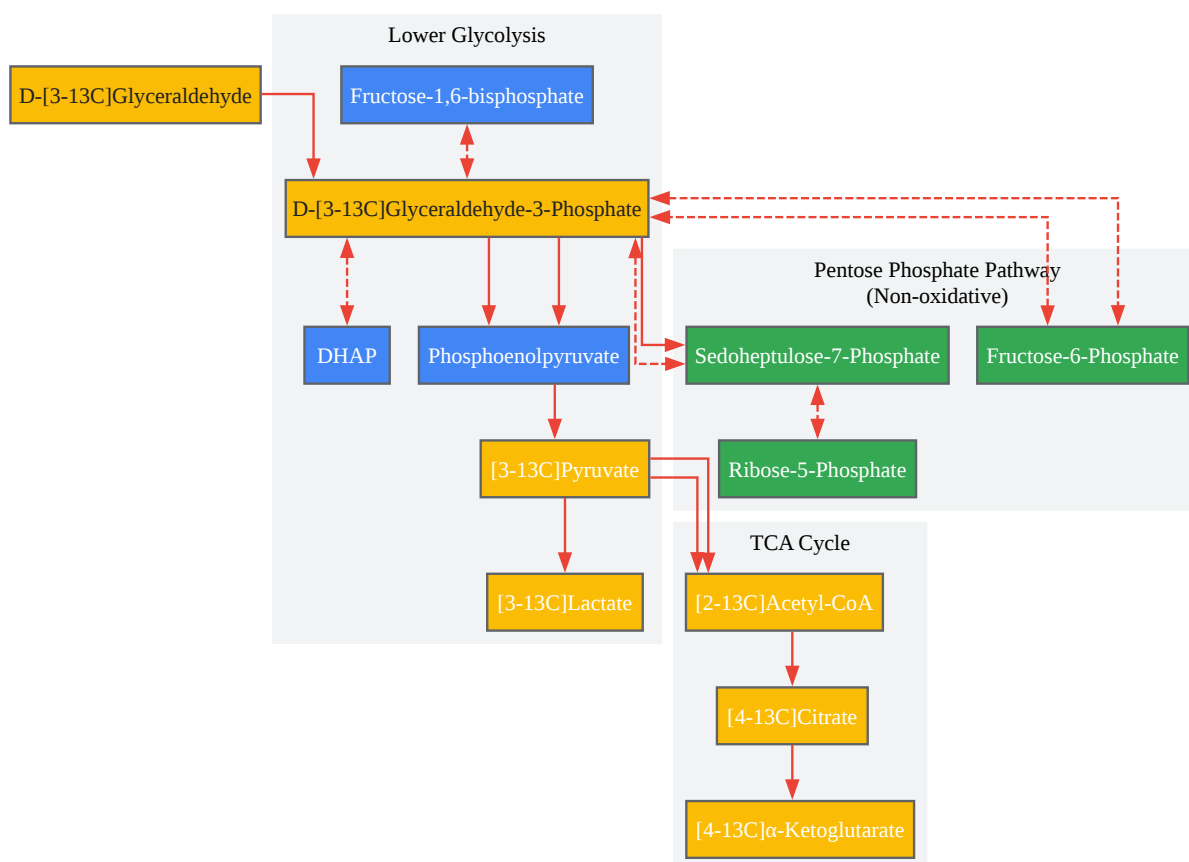 Lower Glycolysis
D-[3-13C]Glyceraldehyde
Fructose-1,6-bisphosphate
D-[3-13C]Glyceraldehyde-3-Phosphate
Pentose Phosphate Pathway
(Non-oxidative)
DHAP
Phosphoenolpyruvate
Sedoheptulose-7-Phosphate
Fructose-6-Phosphate
[3-13C]Pyruvate
Ribose-5-Phosphate
TCA Cycle
[3-13C]Lactate
[2-13C]Acetyl-CoA
[4-13C]Citrate
[4-13C]α-Ketoglutarate